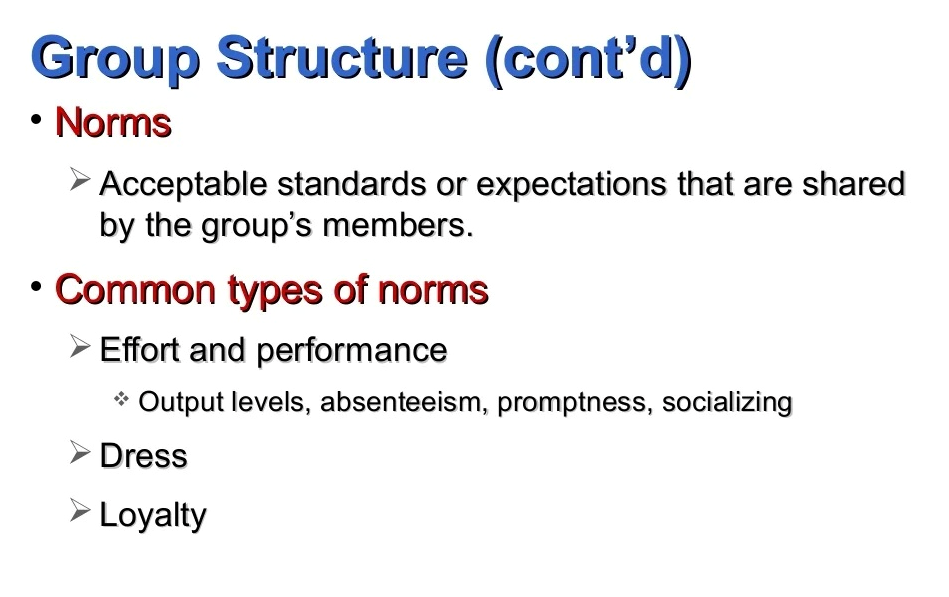 Group Structure (cont’d)
• Norms
➢ Acceptable standards or expectations that are shared
by the group’s members.
• Common types of norms
➢ Effort and performance
❖ Output levels, absenteeism, promptness, socializing
➢ Dress
➢ Loyalty